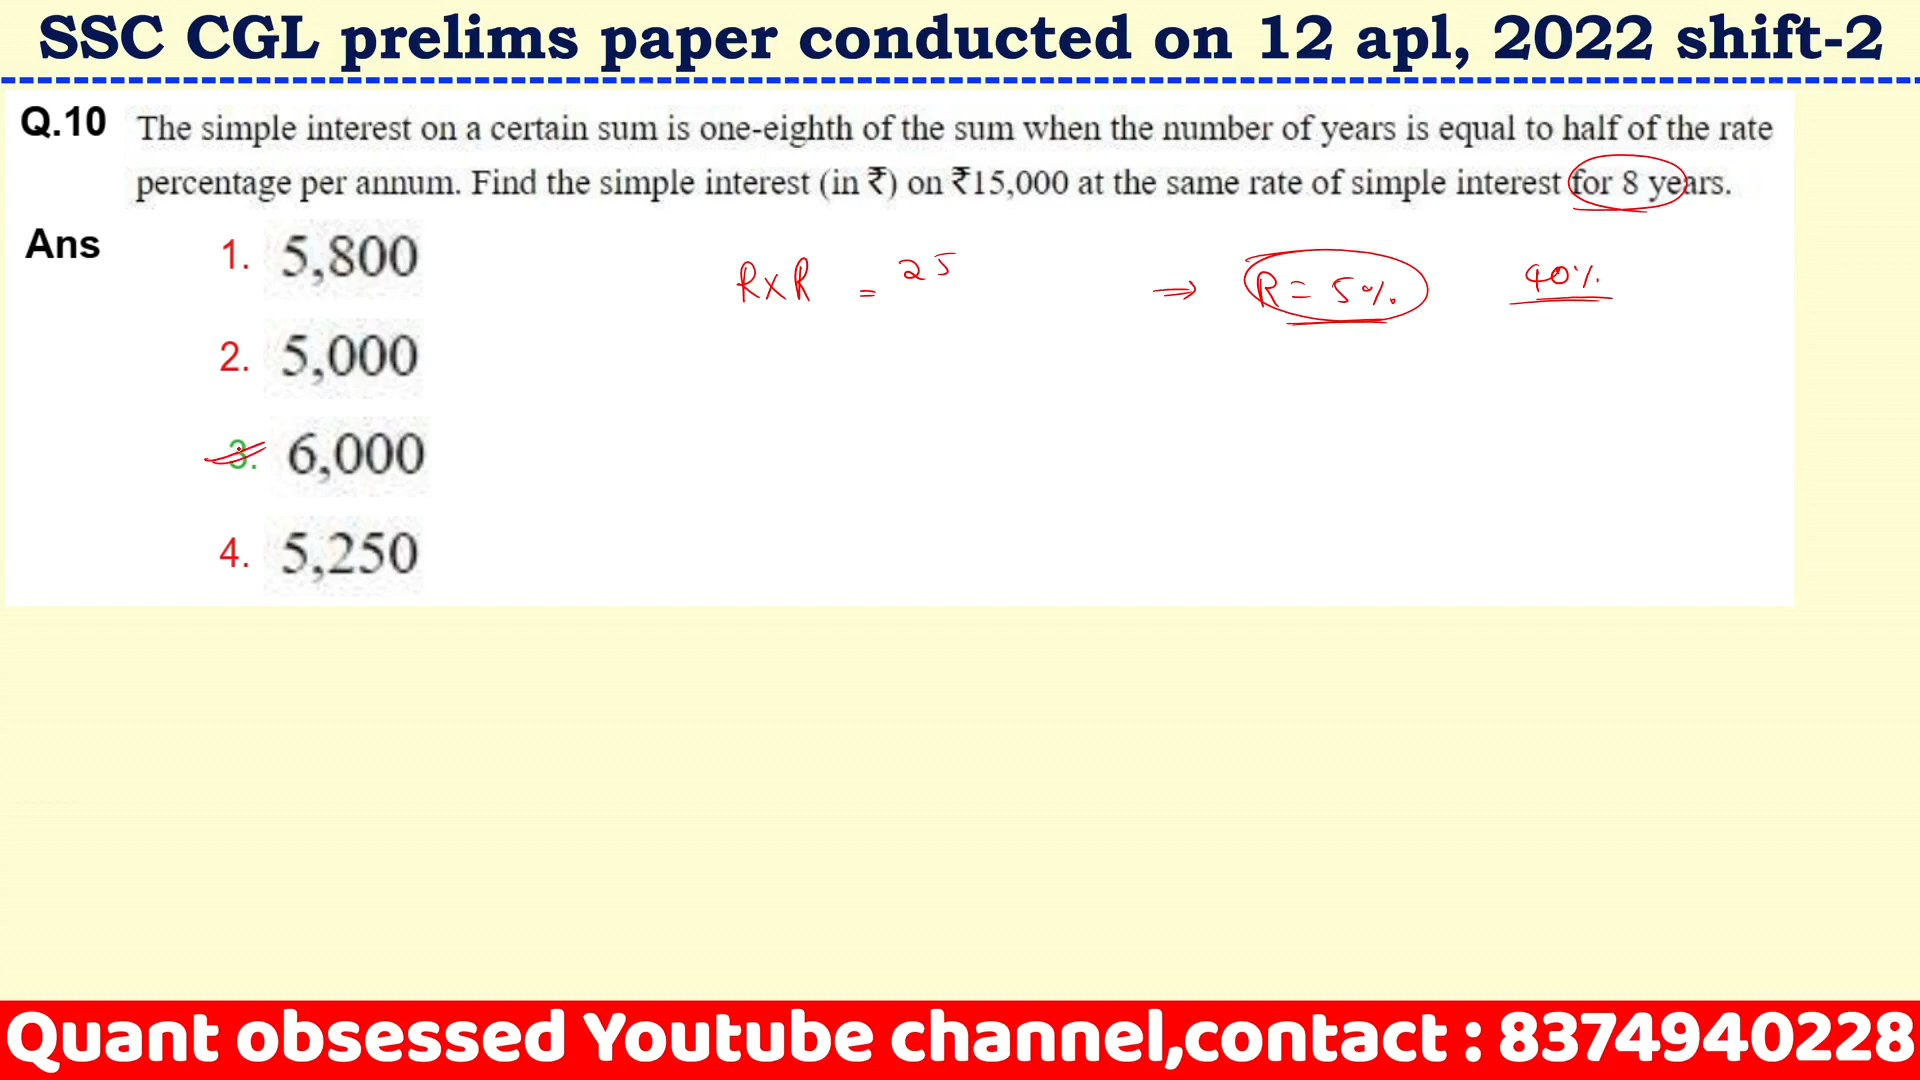 SSC CGL prelims paper conducted on 12 apl, 2022 shift-2
Q.10 The simple interest on a certain sum is one-eighth of the sum when the number of years is equal to half of the rate
percentage per annum. Find the simple interest (in ₹) on ₹15,000 at the same rate of simple interest for 8 years.
Ans 1. 5,800
R×R = 25 ⇒ R = 5% 40%
2. 5,000
3. 6,000
4. 5,250
Quant obsessed Youtube channel,contact : 8374940228